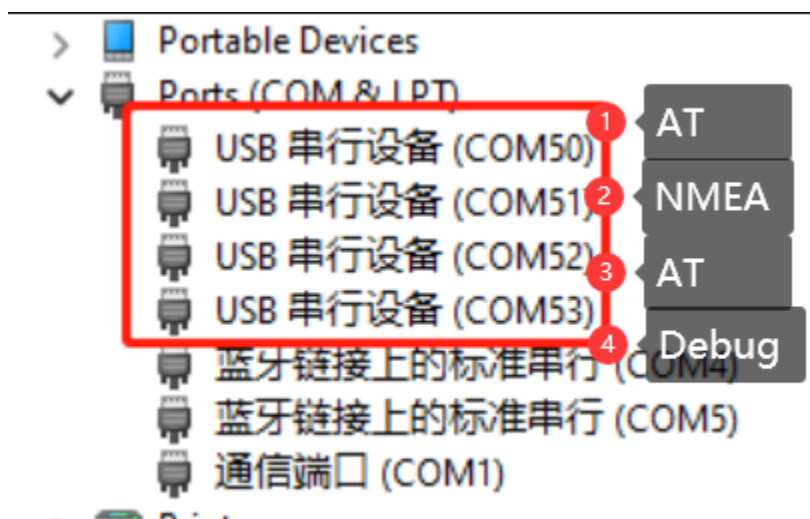 Portable Devices
Ports (COM & LPT)
USB 串行设备 (COM50)
1 AT
USB 串行设备 (COM51)
2 NMEA
USB 串行设备 (COM52)
3 AT
USB 串行设备 (COM53)
4 Debug
蓝牙链接上的标准串行 (COM4)
蓝牙链接上的标准串行 (COM5)
通信端口 (COM1)